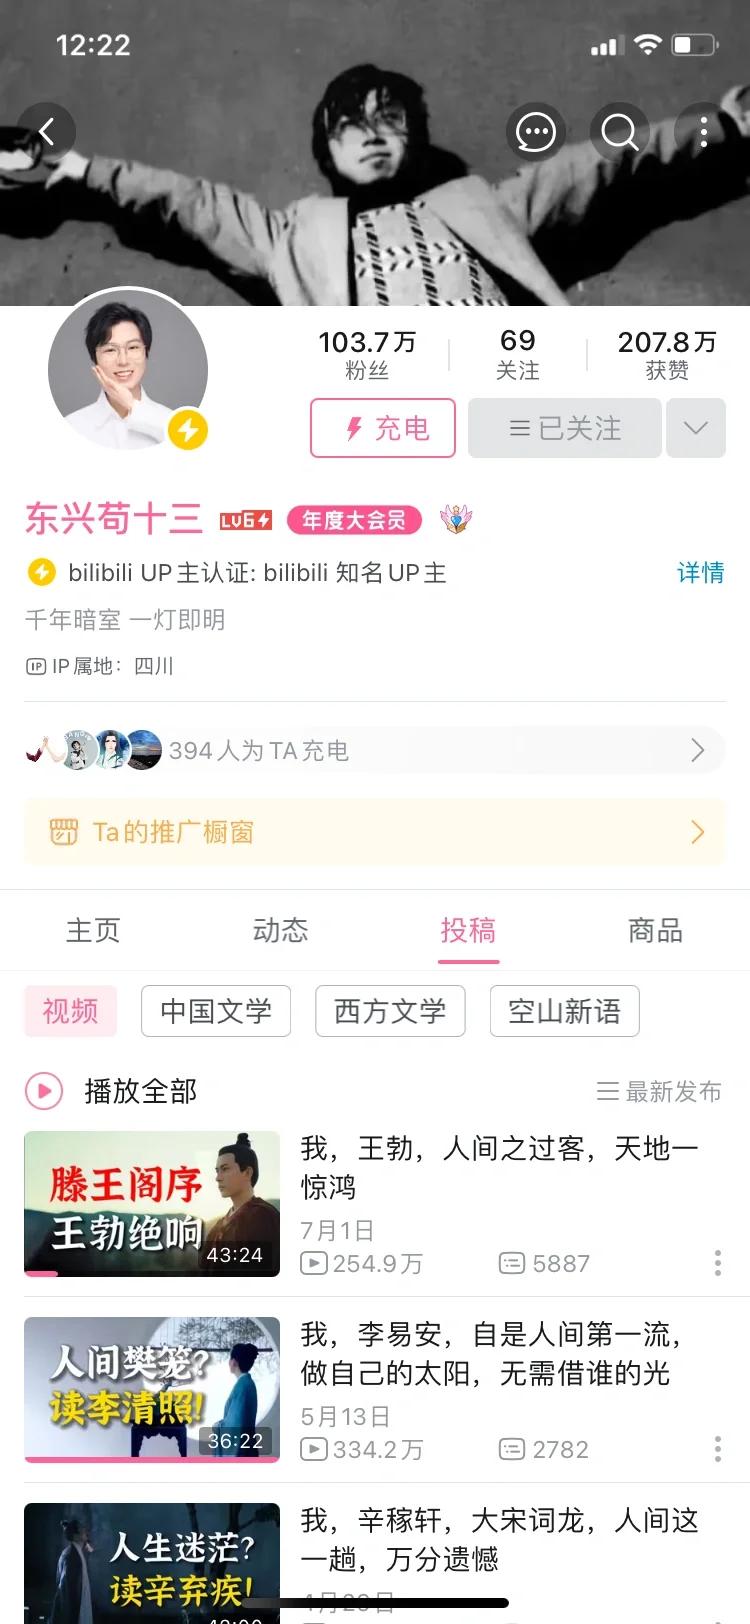 12:22
103.7万
69
207.8万
粉丝
关注
获赞
充电
已关注
东兴荀十三
LV6
年度大会员
bilibili UP主认证: bilibili 知名UP主
详情
千年暗室 一灯即明
IP IP属地：四川
394人为TA充电
Ta的推广橱窗
主页
动态
投稿
商品
视频
中国文学
西方文学
空山新语
播放全部
最新发布
滕王阁序
王勃绝响
43:24
我，王勃，人间之过客，天地一
惊鸿
7月1日
254.9万
5887
人间樊笼?
读李清照!
36:22
我，李易安，自是人间第一流，
做自己的太阳，无需借谁的光
5月13日
334.2万
2782
人生迷茫?
读辛弃疾!
我，辛稼轩，大宋词龙，人间这
一趟，万分遗憾